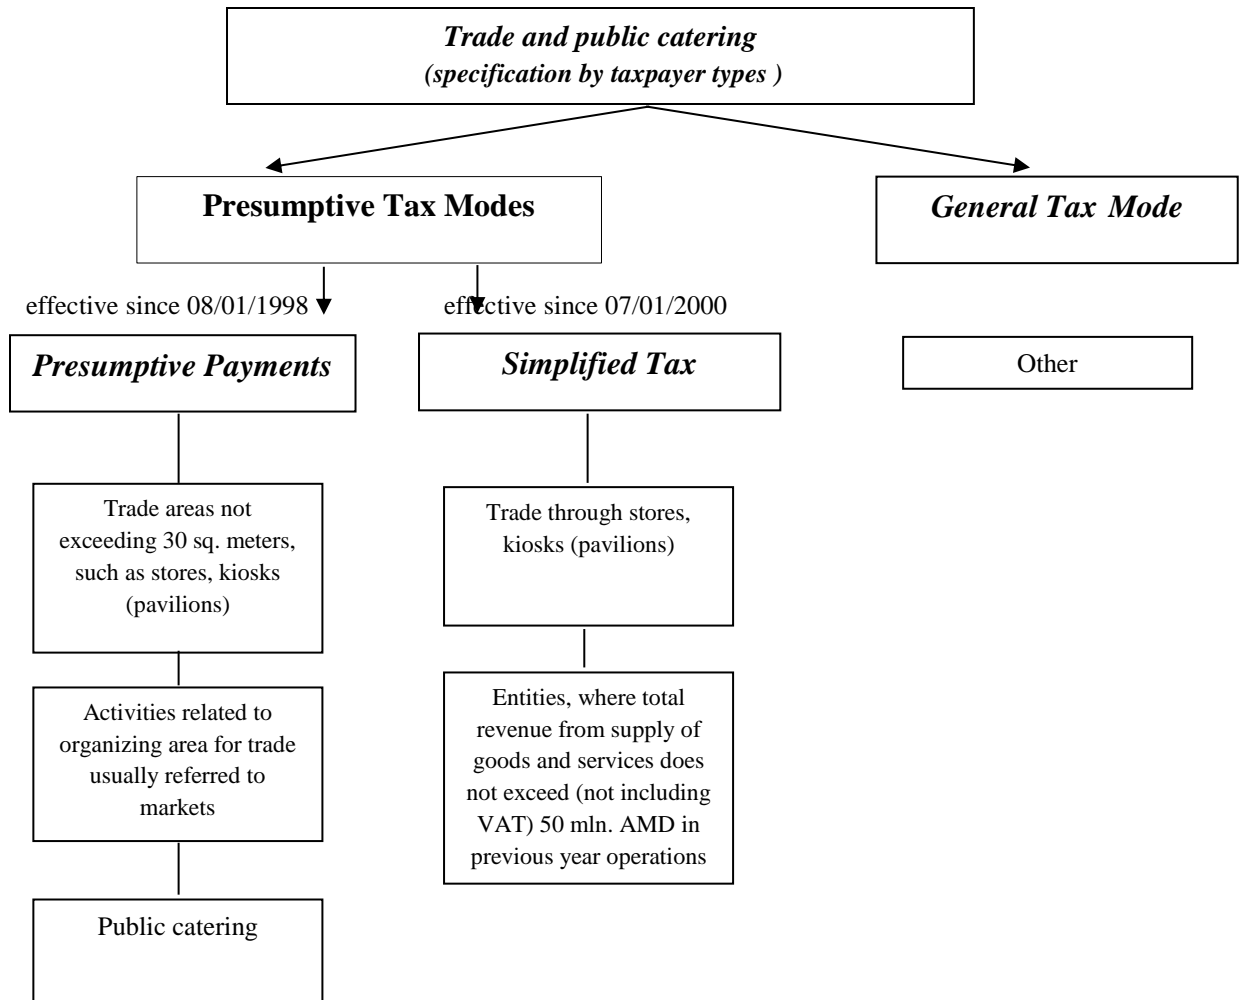 Trade and public catering
(specification by taxpayer types )
Presumptive Tax Modes
General Tax Mode
effective since 08/01/1998
effective since 07/01/2000
Presumptive Payments
Simplified Tax
Other
Trade areas not
exceeding 30 sq. meters,
such as stores, kiosks
(pavilions)
Trade through stores,
kiosks (pavilions)
Activities related to
organizing area for trade
usually referred to
markets
Entities, where total
revenue from supply of
goods and services does
not exceed (not including
VAT) 50 mln. AMD in
previous year operations
Public catering